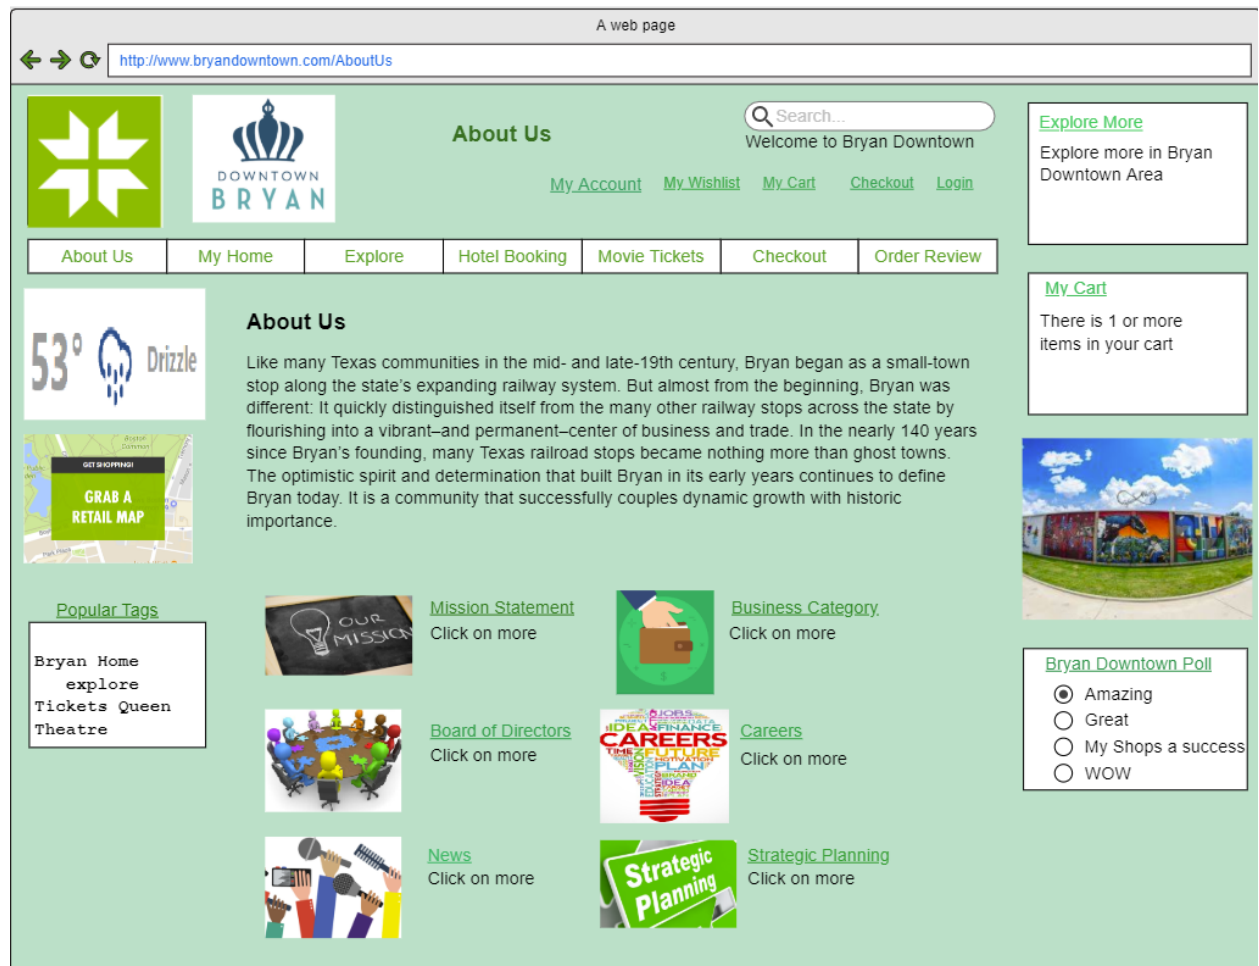 A web page
http://www.bryandowntown.com/AboutUs
DOWNTOWN
BRYAN
About Us
Search...
Welcome to Bryan Downtown
My Account My Wishlist My Cart Checkout Login
About Us My Home Explore Hotel Booking Movie Tickets Checkout Order Review
53° Drizzle
GET SHOPPING!
GRAB A
RETAIL MAP
Popular Tags
Bryan Home
explore
Tickets Queen
Theatre
About Us
Like many Texas communities in the mid- and late-19th century, Bryan began as a small-town
stop along the state’s expanding railway system. But almost from the beginning, Bryan was
different: It quickly distinguished itself from the many other railway stops across the state by
flourishing into a vibrant–and permanent–center of business and trade. In the nearly 140 years
since Bryan’s founding, many Texas railroad stops became nothing more than ghost towns.
The optimistic spirit and determination that built Bryan in its early years continues to define
Bryan today. It is a community that successfully couples dynamic growth with historic
importance.
OUR
MISSION
Mission Statement
Click on more
Business Category
Click on more
Board of Directors
Click on more
JOBS
IDEA FINANCE
CAREERS
TIME FUTURE
MOTIVATION
VISION PLAN
EDUCATION BRAND
IDEA
Careers
Click on more
News
Click on more
Strategic
Planning
Strategic Planning
Click on more
Explore More
Explore more in Bryan
Downtown Area
My Cart
There is 1 or more
items in your cart
Bryan Downtown Poll
Amazing
Great
My Shops a success
WOW